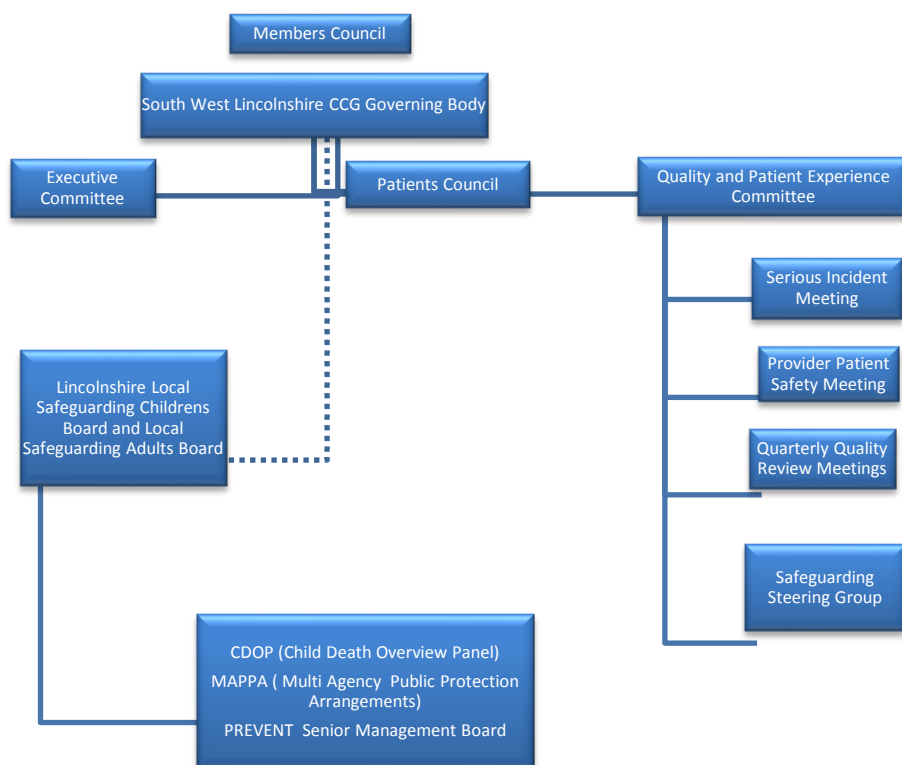 Members Council
South West Lincolnshire CCG Governing Body
Executive
Committee
Patients Council
Quality and Patient Experience
Committee
Serious Incident
Meeting
Provider Patient
Safety Meeting
Quarterly Quality
Review Meetings
Safeguarding
Steering Group
Lincolnshire Local
Safeguarding Childrens
Board and Local
Safeguarding Adults Board
CDOP (Child Death Overview Panel)
MAPPA ( Multi Agency Public Protection
Arrangements)
PREVENT Senior Management Board